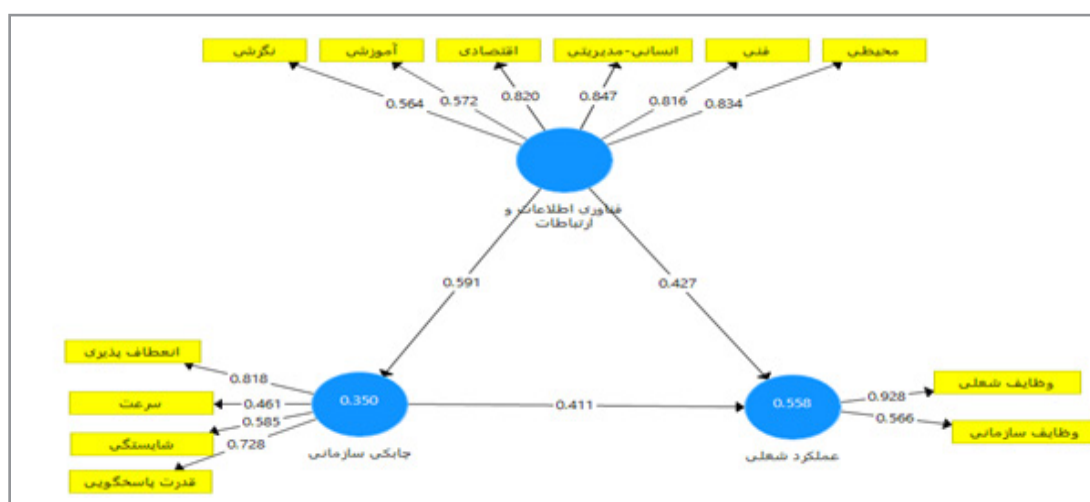 محیطی
فنی
انسانی-مدیریتی
اقتصادی
آموزشی
نگرشی
0.834
0.816
0.847
0.820
0.572
0.564
فناوری اطلاعات و
ارتباطات
0.591
0.427
انعطاف پذیری
0.818
سرعت
0.461
شایستگی
0.585
قدرت پاسخگویی
0.728
0.350
چابکی سازمانی
0.411
0.558
عملکرد شغلی
وظایف شغلی
0.928
وظایف سازمانی
0.566